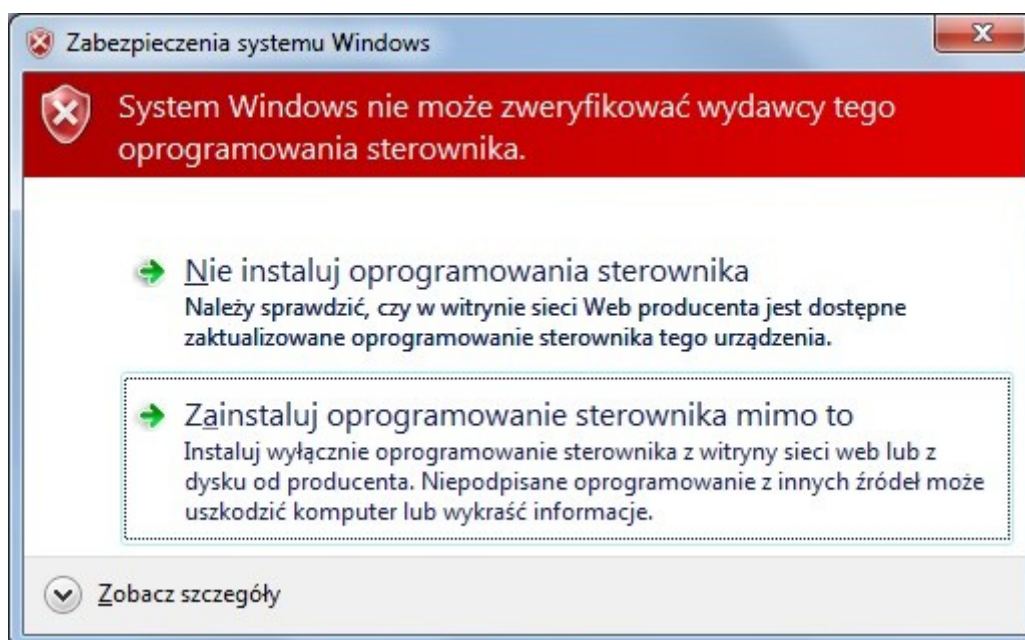 Zabezpieczenia systemu Windows
System Windows nie może zweryfikować wydawcy tego
oprogramowania sterownika.
Nie instaluj oprogramowania sterownika
Należy sprawdzić, czy w witrynie sieci Web producenta jest dostępne
zaktualizowane oprogramowanie sterownika tego urządzenia.
Zainstaluj oprogramowanie sterownika mimo to
Instaluj wyłącznie oprogramowanie sterownika z witryny sieci web lub z
dysku od producenta. Niepodpisane oprogramowanie z innych źródeł może
uszkodzić komputer lub wykraść informacje.
Zobacz szczegóły